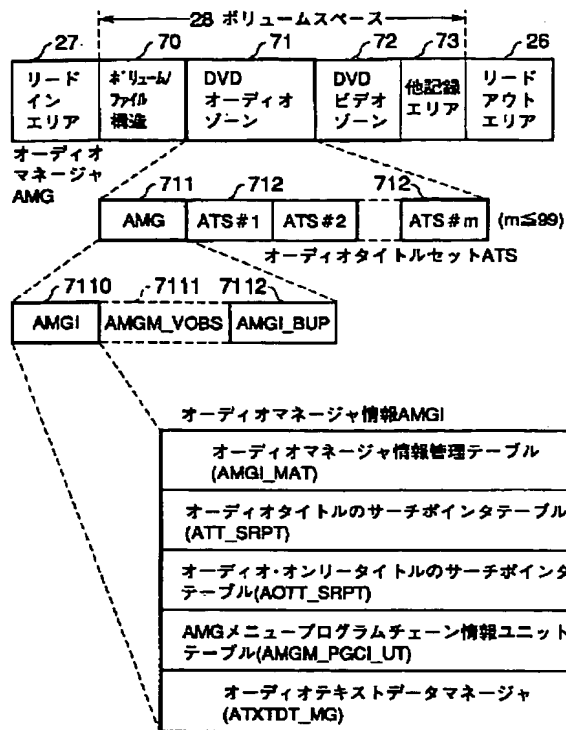 28 ボリュームスペース
27 70 71 72 73 26
リード
イン
エリア
ボリューム/
ファイル
構造
DVD
オーディオ
ゾーン
DVD
ビデオ
ゾーン
他記録
エリア
リード
アウト
エリア
オーディオ
マネージャ
AMG
711 712 712
AMG ATS#1 ATS#2 ATS#m (m≦99)
オーディオタイトルセットATS
7110 7111 7112
AMGI AMGM_VOBS AMGI_BUP
オーディオマネージャ情報AMGI
オーディオマネージャ情報管理テーブル
(AMGI_MAT)
オーディオタイトルのサーチポインタテーブル
(ATT_SRPT)
オーディオ・オンリータイトルのサーチポインタ
テーブル(AOTT_SRPT)
AMGメニュープログラムチェーン情報ユニット
テーブル(AMGM_PGCI_UT)
オーディオテキストデータマネージャ
(ATXTDT_MG)